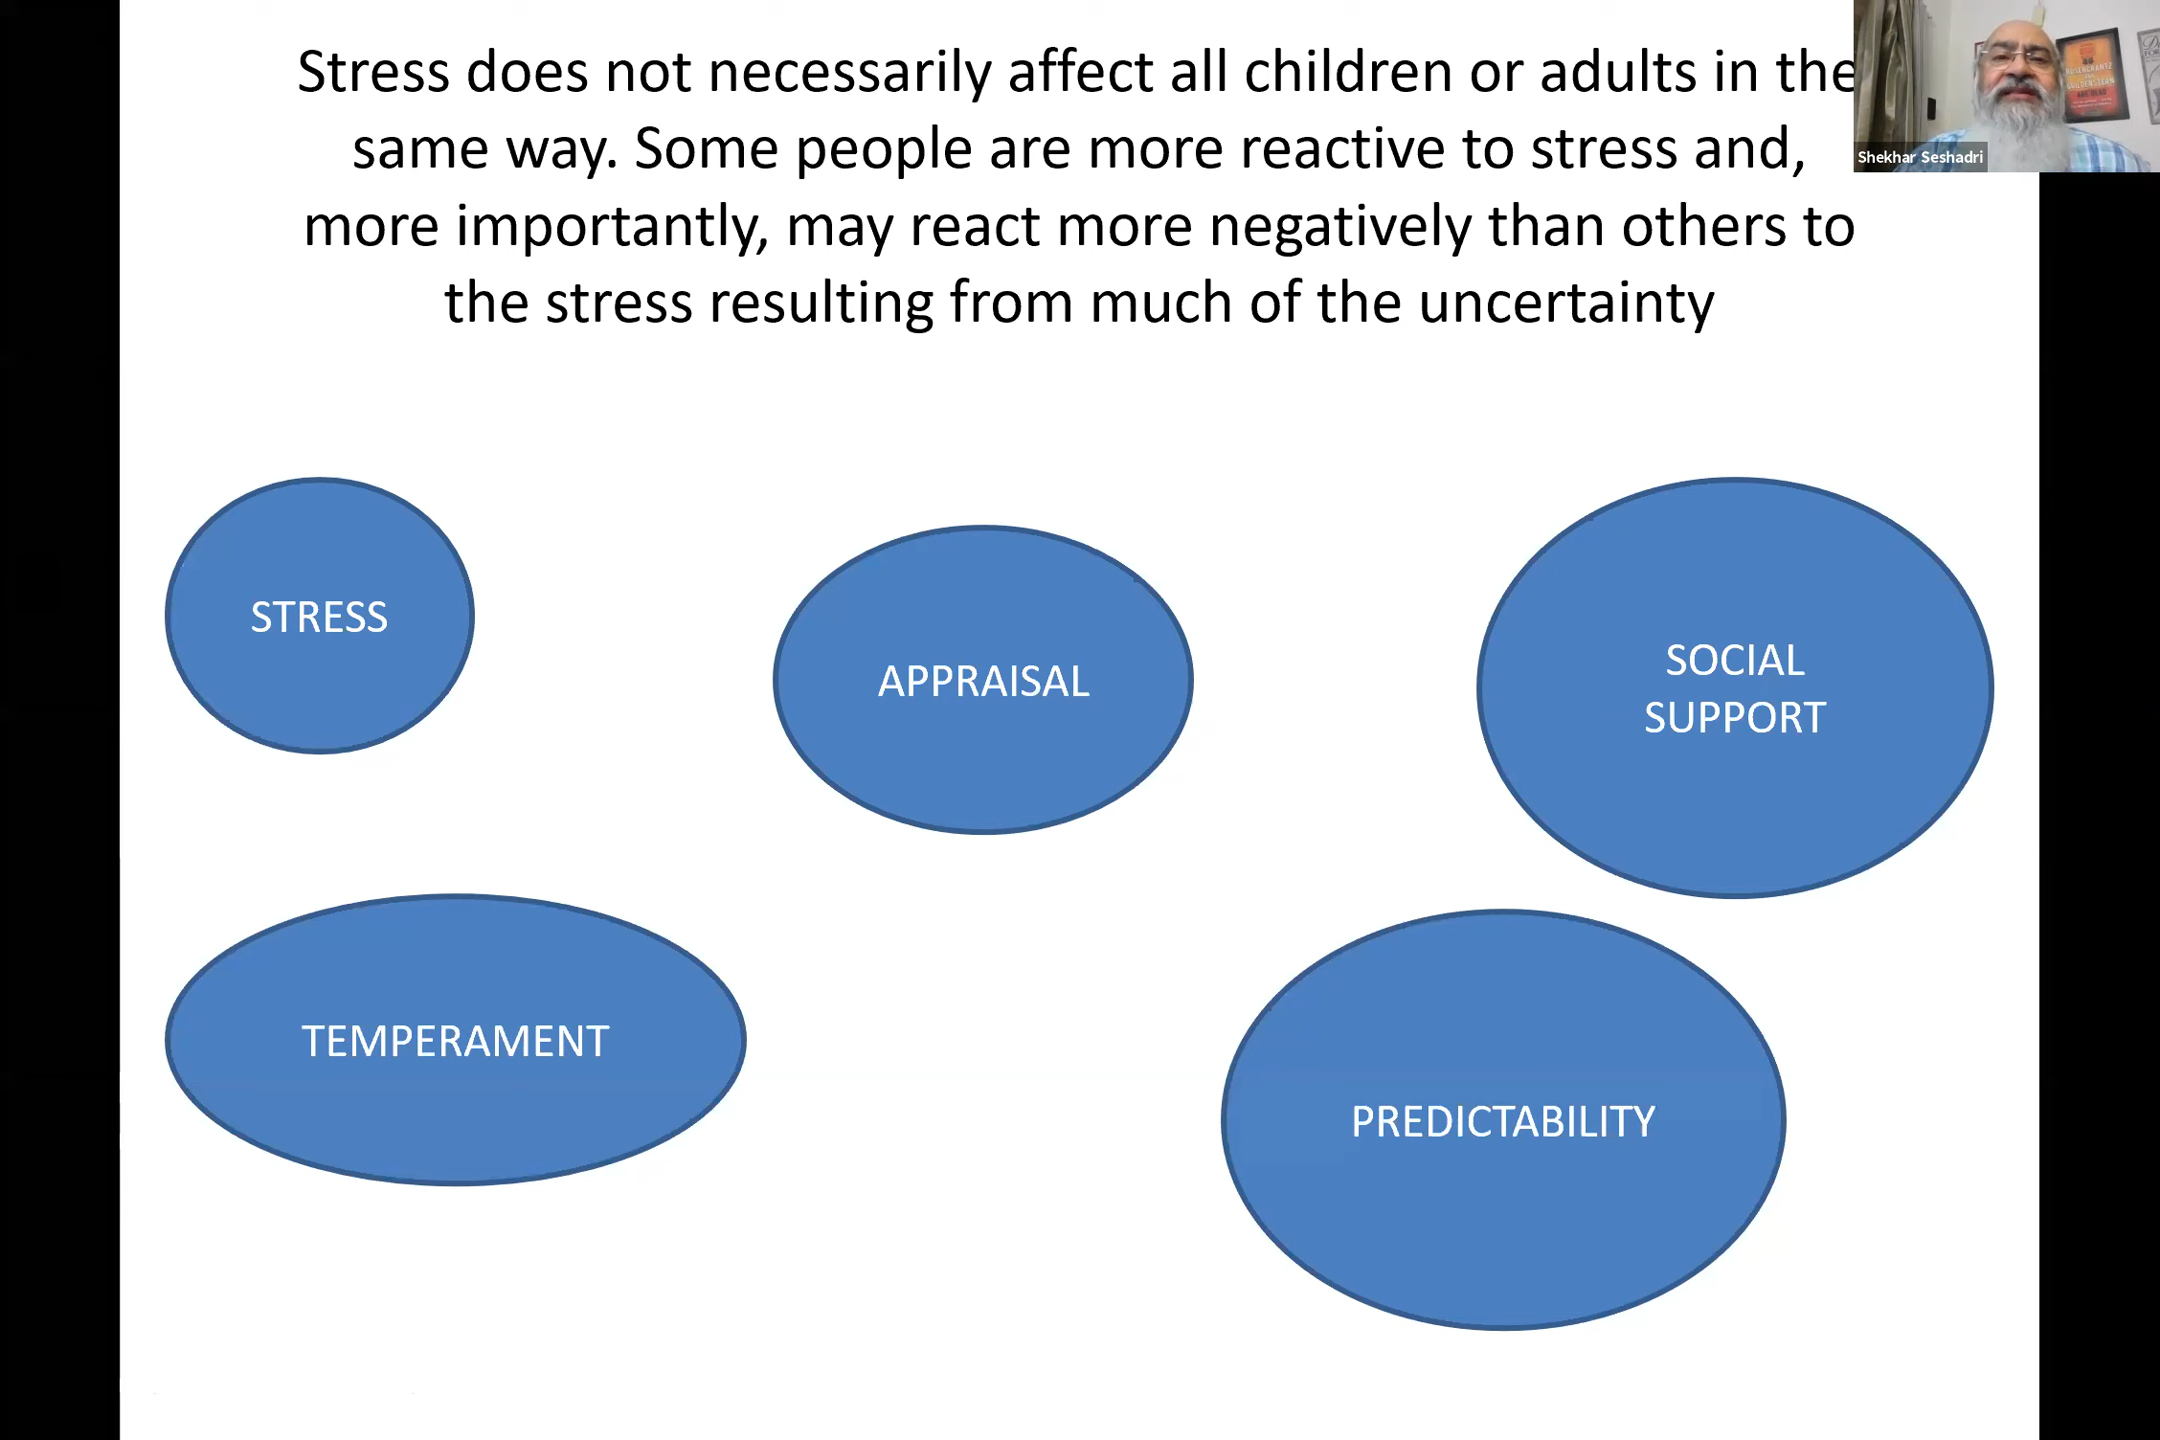 Stress does not necessarily affect all children or adults in the
same way. Some people are more reactive to stress and,
more importantly, may react more negatively than others to
the stress resulting from much of the uncertainty
Shekhar Seshadri
STRESS
APPRAISAL
SOCIAL
SUPPORT
TEMPERAMENT
PREDICTABILITY